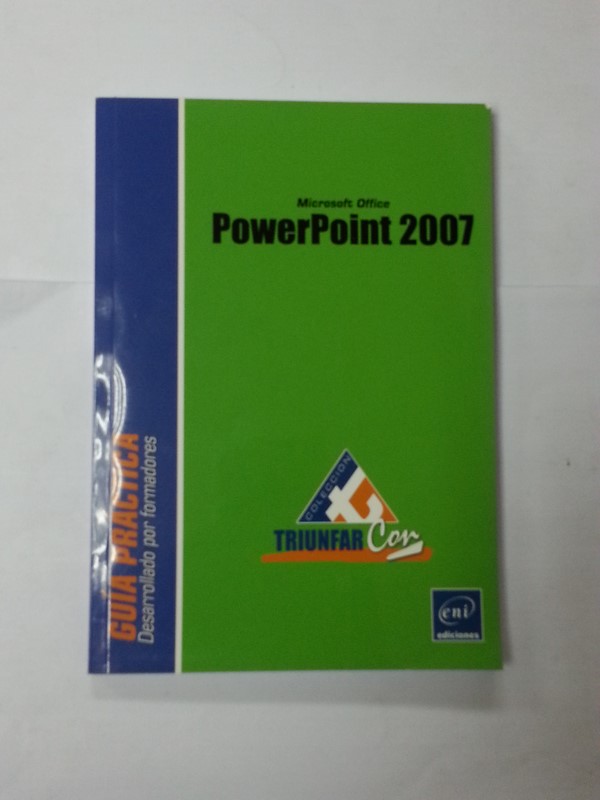 Microsoft Office
PowerPoint 2007
GUÍA PRÁCTICA
Desarrollado por formadores
COLECCIÓN
TRIUNFAR Con
eni
ediciones